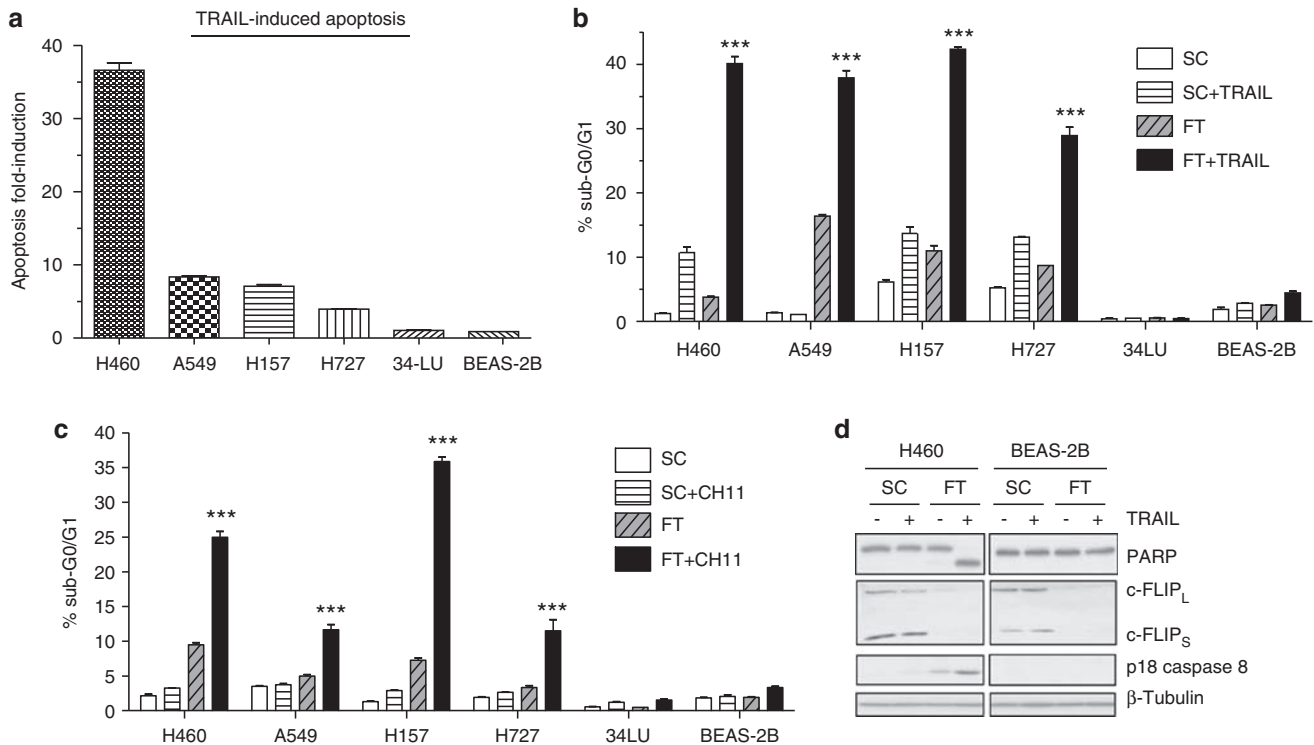 a
TRAIL-induced apoptosis
Apoptosis fold-induction
40
30
20
10
0
H460 A549 H157 H727 34-LU BEAS-2B
b
% sub-G0/G1
40
30
20
10
0
*** *** *** ***
SC
SC+TRAIL
FT
FT+TRAIL
H460 A549 H157 H727 34LU BEAS-2B
c
% sub-G0/G1
40
35
30
25
20
15
10
5
0
*** *** *** ***
SC
SC+CH11
FT
FT+CH11
H460 A549 H157 H727 34LU BEAS-2B
d
H460 BEAS-2B
SC FT SC FT
- + - + - + - + TRAIL
PARP
c-FLIPL
c-FLIPS
p18 caspase 8
β-Tubulin